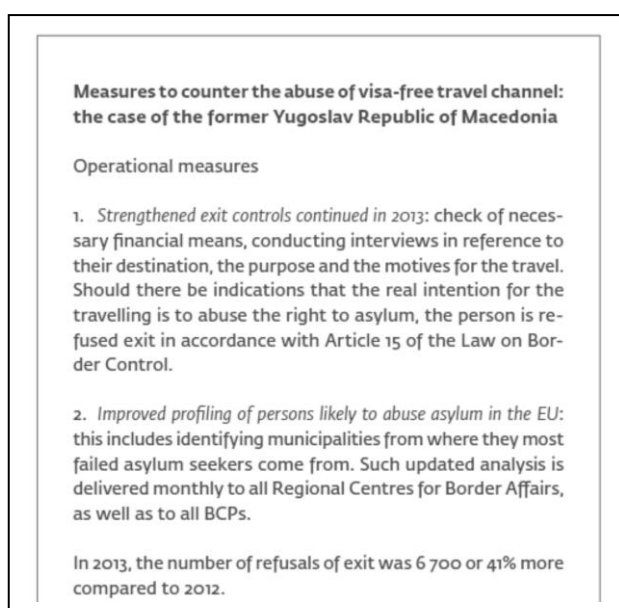 Measures to counter the abuse of visa-free travel channel:
the case of the former Yugoslav Republic of Macedonia
Operational measures
1. Strengthened exit controls continued in 2013: check of neces-
sary financial means, conducting interviews in reference to
their destination, the purpose and the motives for the travel.
Should there be indications that the real intention for the
travelling is to abuse the right to asylum, the person is re-
fused exit in accordance with Article 15 of the Law on Bor-
der Control.
2. Improved profiling of persons likely to abuse asylum in the EU:
this includes identifying municipalities from where they most
failed asylum seekers come from. Such updated analysis is
delivered monthly to all Regional Centres for Border Affairs,
as well as to all BCPs.
In 2013, the number of refusals of exit was 6 700 or 41% more
compared to 2012.